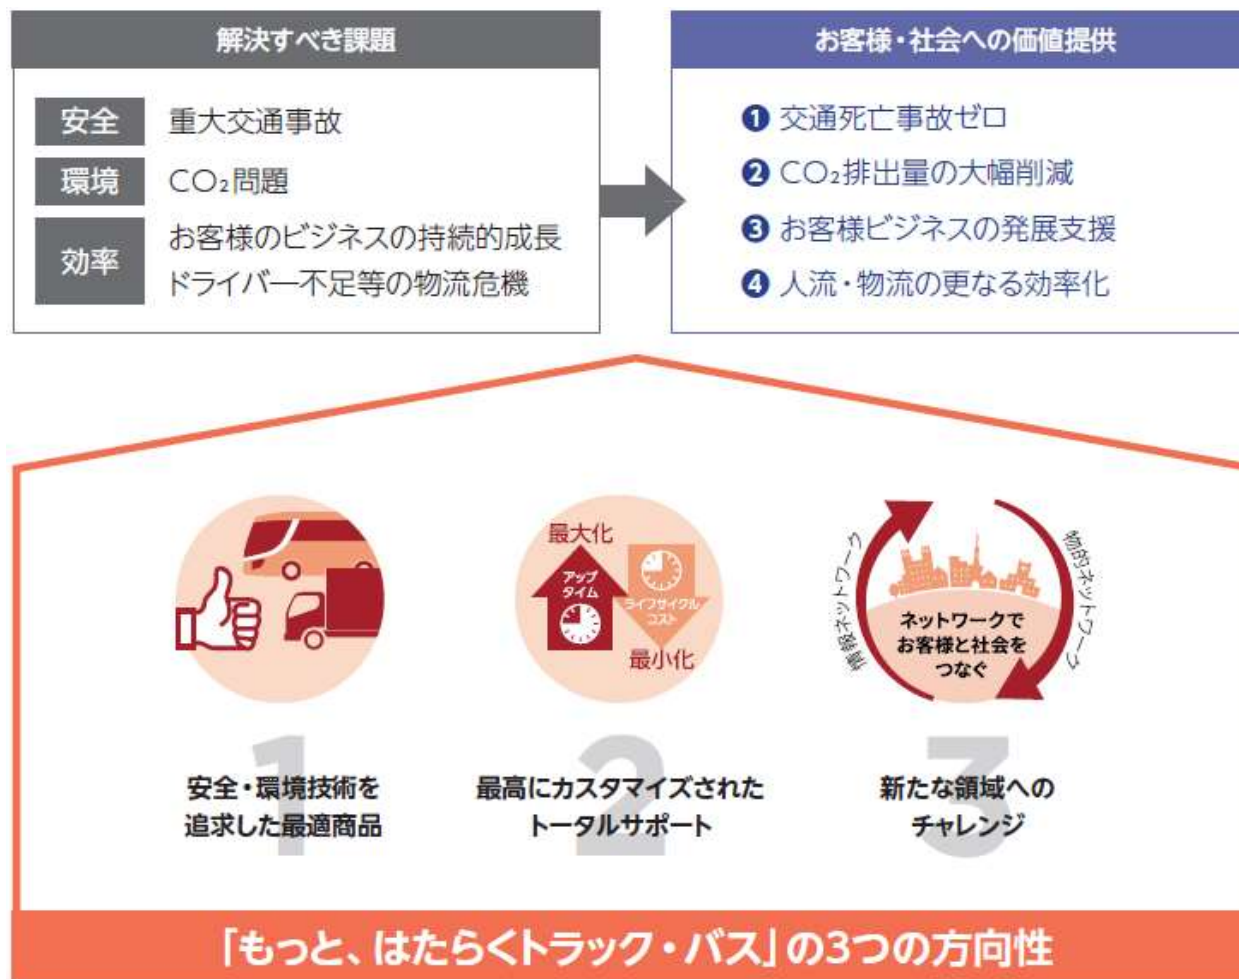 解決すべき課題
安全
重大交通事故
環境
CO₂問題
効率
お客様のビジネスの持続的成長
ドライバー不足等の物流危機
お客様・社会への価値提供
❶ 交通死亡事故ゼロ
❷ CO₂排出量の大幅削減
❸ お客様ビジネスの発展支援
❹ 人流・物流の更なる効率化
最大化
アップ
タイム
ライフサイクル
コスト
最小化
情報ネットワーク
物的ネットワーク
ネットワークで
お客様と社会を
つなぐ
1
安全・環境技術を
追求した最適商品
2
最高にカスタマイズされた
トータルサポート
3
新たな領域への
チャレンジ
「もっと、はたらくトラック・バス」の3つの方向性